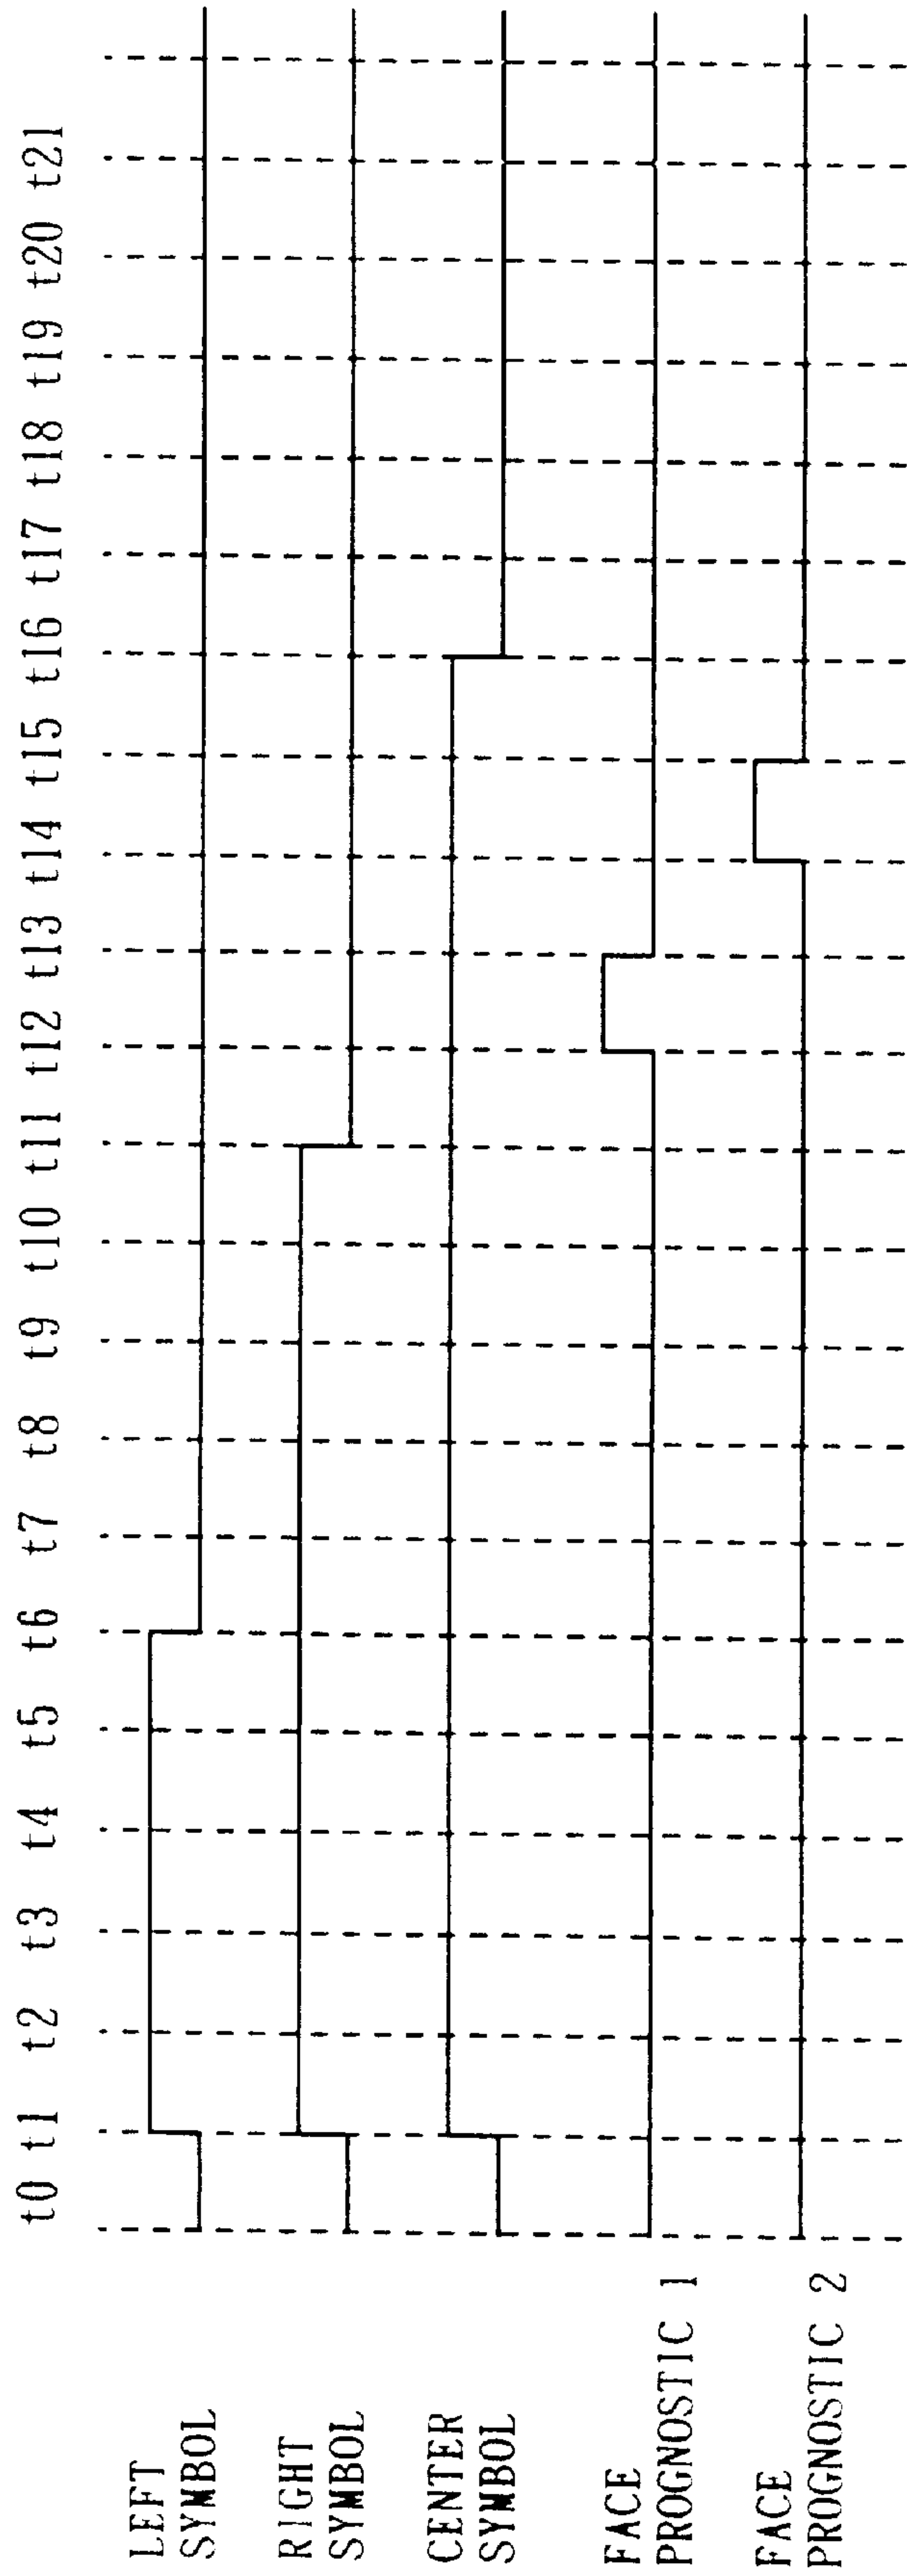 t0 t1 t2 t3 t4 t5 t6 t7 t8 t9 t10 t11 t12 t13 t14 t15 t16 t17 t18 t19 t20 t21
LEFT
SYMBOL
RIGHT
SYMBOL
CENTER
SYMBOL
FACE
PROGNOSTIC 1
FACE
PROGNOSTIC 2